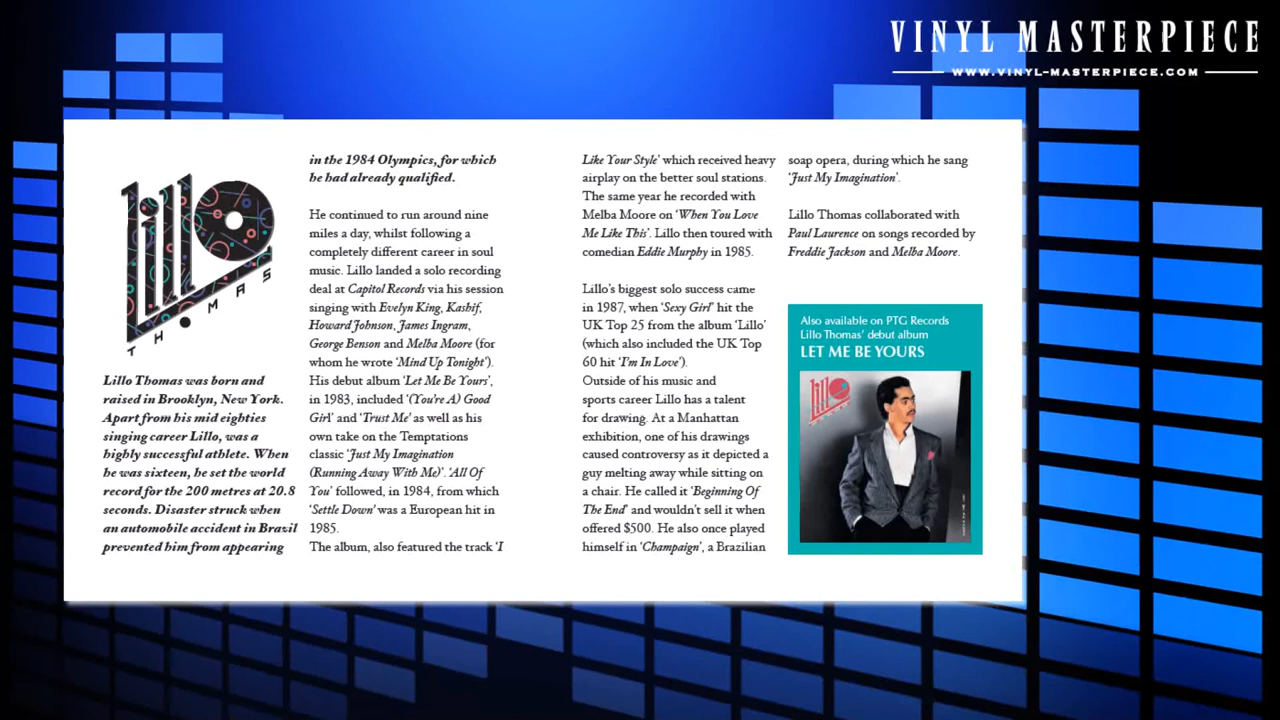 VINYL MASTERPIECE
WWW.VINYL-MASTERPIECE.COM
lillo
THOMAS
Lillo Thomas was born and
raised in Brooklyn, New York.
Apart from his mid eighties
singing career Lillo, was a
highly successful athlete. When
he was sixteen, he set the world
record for the 200 metres at 20.8
seconds. Disaster struck when
an automobile accident in Brazil
prevented him from appearing
in the 1984 Olympics, for which
he had already qualified.
He continued to run around nine
miles a day, whilst following a
completely different career in soul
music. Lillo landed a solo recording
deal at Capitol Records via his session
singing with Evelyn King, Kashif,
Howard Johnson, James Ingram,
George Benson and Melba Moore (for
whom he wrote ‘Mind Up Tonight’).
His debut album ‘Let Me Be Yours’,
in 1983, included ‘(You’re A) Good
Girl’ and ‘Trust Me’ as well as his
own take on the Temptations
classic ‘Just My Imagination
(Running Away With Me)’. ‘All Of
You’ followed, in 1984, from which
‘Settle Down’ was a European hit in
1985.
The album, also featured the track ‘I
Like Your Style’ which received heavy
airplay on the better soul stations.
The same year he recorded with
Melba Moore on ‘When You Love
Me Like This’. Lillo then toured with
comedian Eddie Murphy in 1985.
Lillo’s biggest solo success came
in 1987, when ‘Sexy Girl’ hit the
UK Top 25 from the album ‘Lillo’
(which also included the UK Top
60 hit ‘I’m In Love’).
Outside of his music and
sports career Lillo has a talent
for drawing. At a Manhattan
exhibition, one of his drawings
caused controversy as it depicted a
guy melting away while sitting on
a chair. He called it ‘Beginning Of
The End’ and wouldn’t sell it when
offered $500. He also once played
himself in ‘Champaign’, a Brazilian
soap opera, during which he sang
‘Just My Imagination’.
Lillo Thomas collaborated with
Paul Laurence on songs recorded by
Freddie Jackson and Melba Moore.
Also available on PTG Records
Lillo Thomas’ debut album
LET ME BE YOURS
lillo